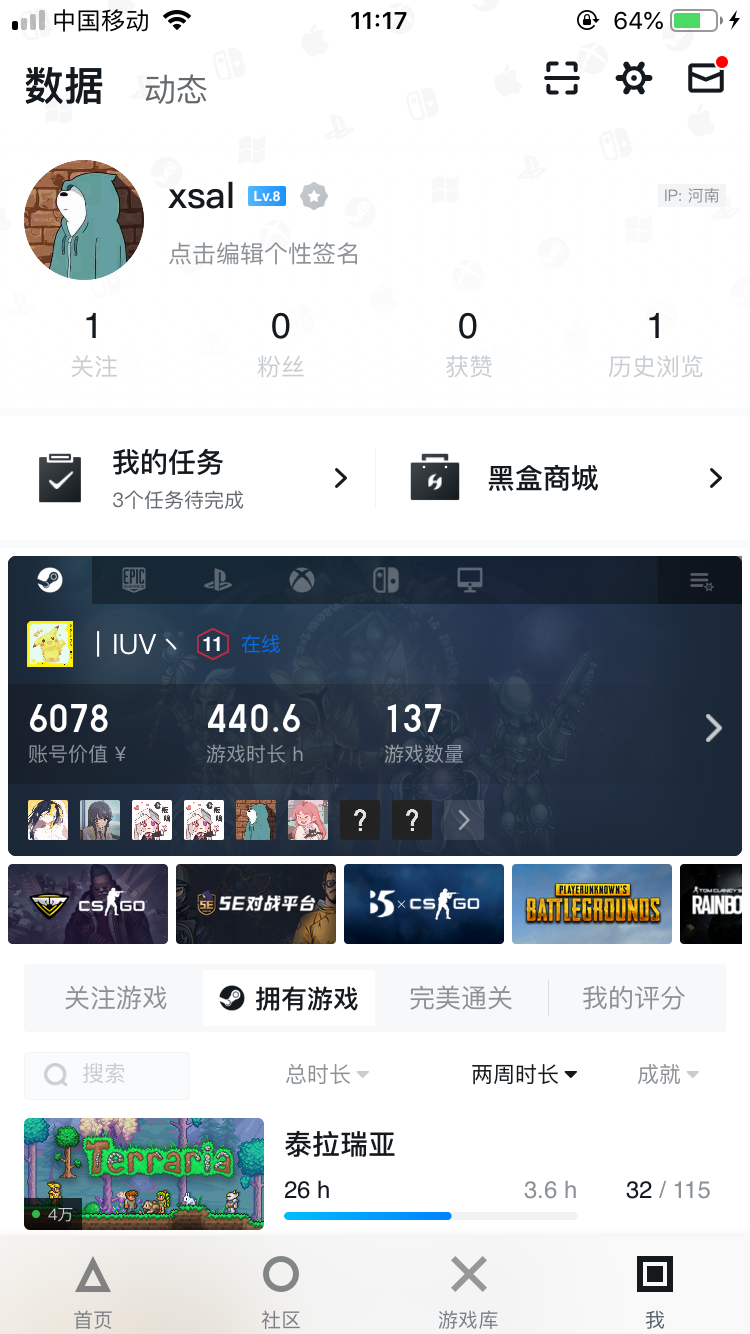 中国移动 11:17 64%
数据 动态
xsal Lv.8 IP: 河南
点击编辑个性签名
1 0 0 1
关注 粉丝 获赞 历史浏览
我的任务 黑盒商城
3个任务待完成
EPIC GAMES
丨IUV丶 11 在线
6078 440.6 137
账号价值 ¥ 游戏时长 h 游戏数量
? ?
CS GO 5E对战平台 5 × CS GO PLAYERUNKNOWN'S BATTLEGROUNDS TOM CLANCY'S RAINBO
关注游戏 拥有游戏 完美通关 我的评分
搜索 总时长 两周时长 成就
Terraria 泰拉瑞亚
4万 26 h 3.6 h 32 / 115
首页 社区 游戏库 我